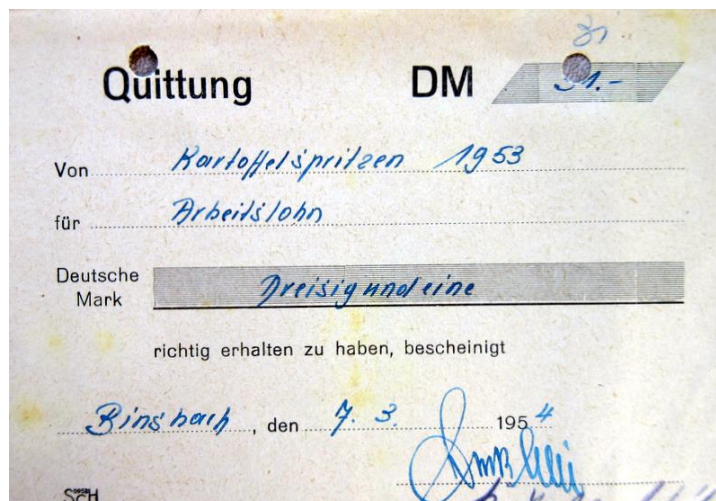 31
Quittung DM 31.-
Von Kartoffelspritzen 1953
für Arbeitslohn
Deutsche
Mark Dreisigundeine
richtig erhalten zu haben, bescheinigt
Binsbach, den 7. 3. 1954